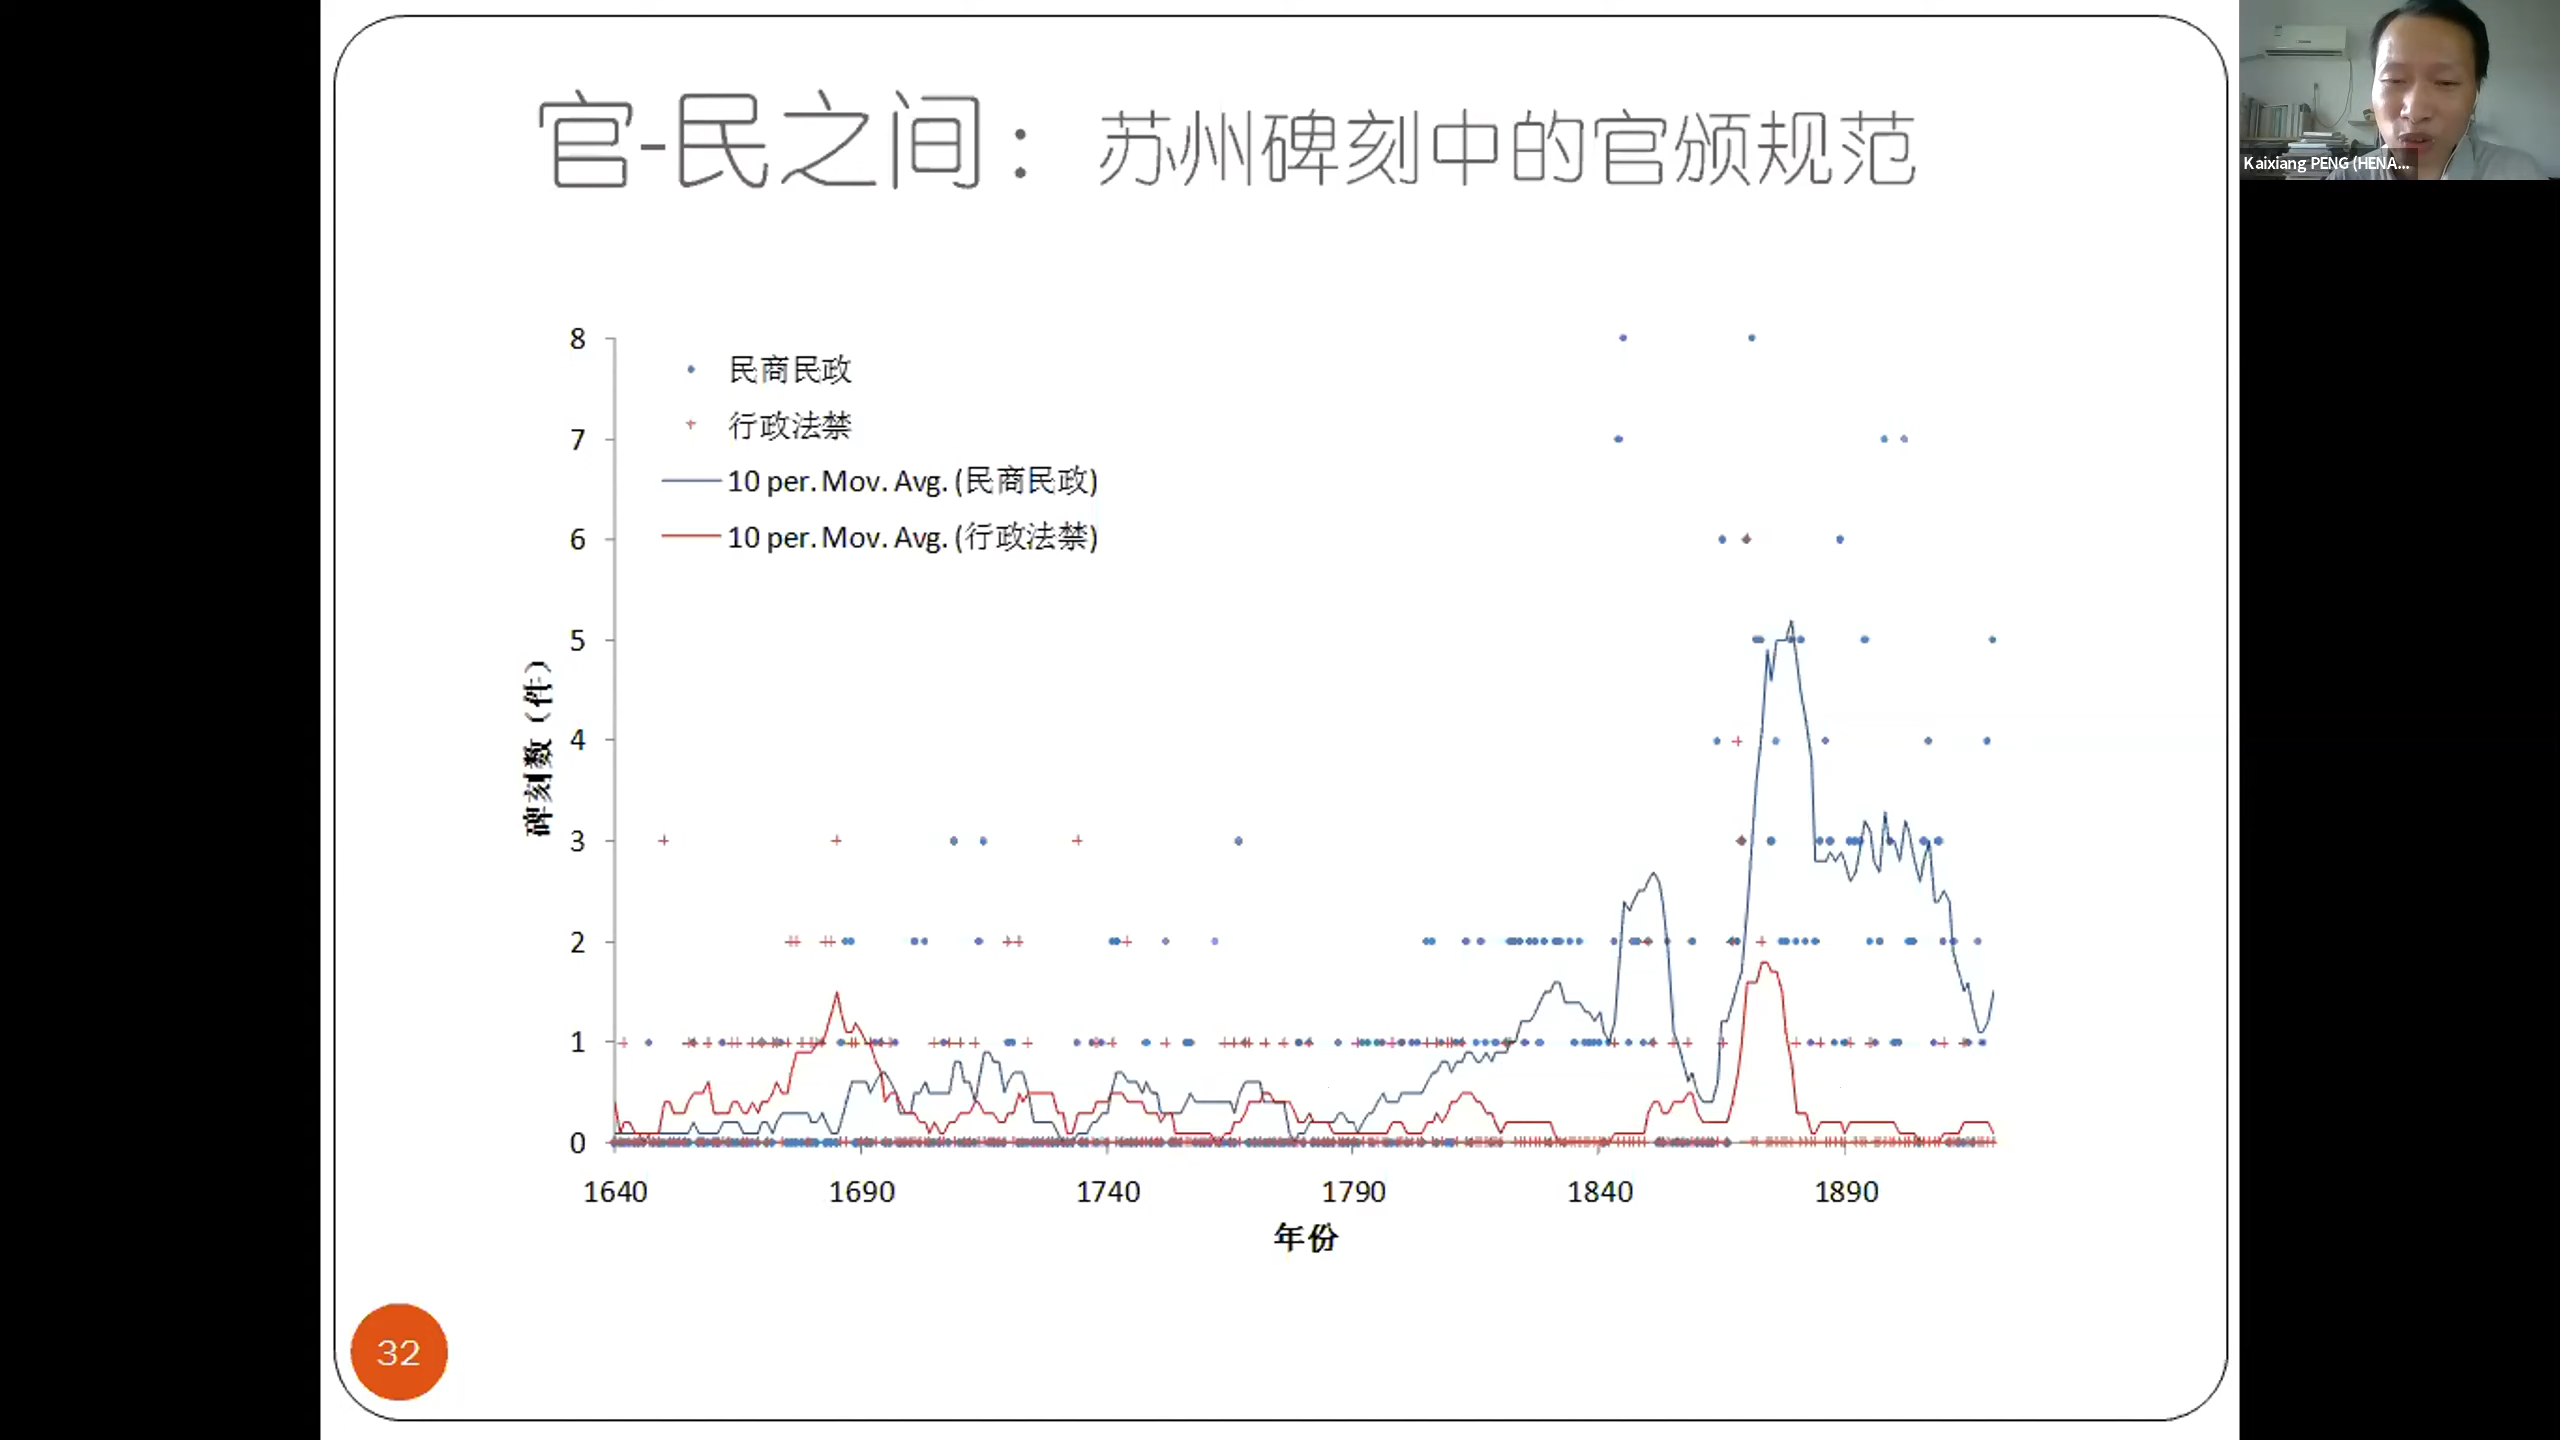 官-民之间：苏州碑刻中的官颁规范
Kaixiang PENG (HENA...
8
7
6
5
4
3
2
1
0
民商民政
行政法禁
10 per. Mov. Avg. (民商民政)
10 per. Mov. Avg. (行政法禁)
碑刻数（件）
1640 1690 1740 1790 1840 1890
年份
32